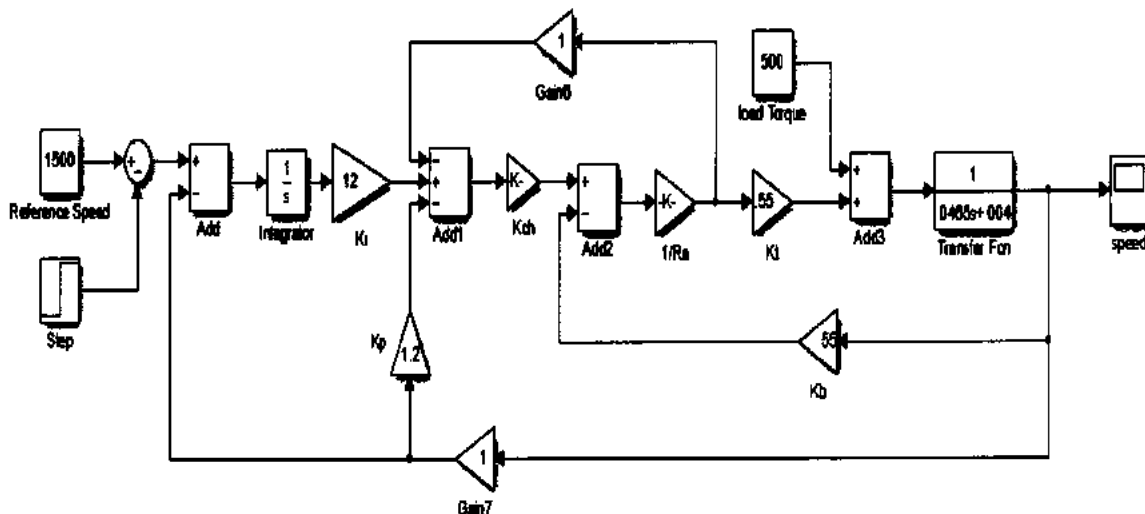 1
Gain6
500
load Torque
1500
Reference Speed
+
−
+
−
Add
1
s
Integrator
12
Ki
−
+
−
Add1
K-
Kch
+
−
Add2
-K-
1/Ra
.55
Kt
+
+
Add3
1
Transfer Fcn
speed
Step
Kp
1.2
.55
Kb
1
Gain7